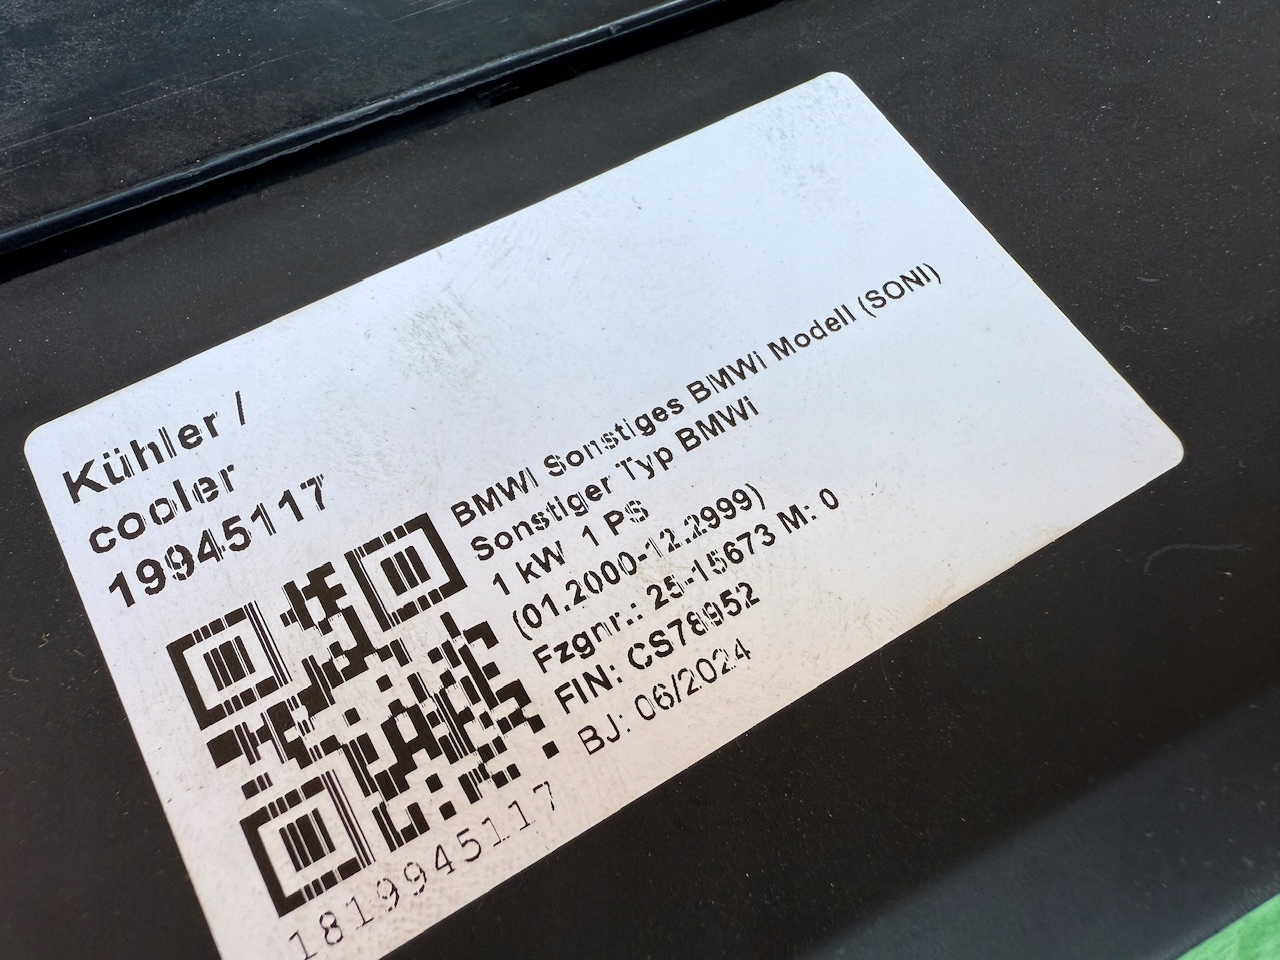 Kühler /
cooler
19945117
BMWi Sonstiges BMWi Modell (SONI)
Sonstiger Typ BMWi
1 kW 1 PS
(01.2000-12.2999)
Fzgnr.: 25-15673 M: 0
FIN: CS78952
BJ: 06/2024
1819945117